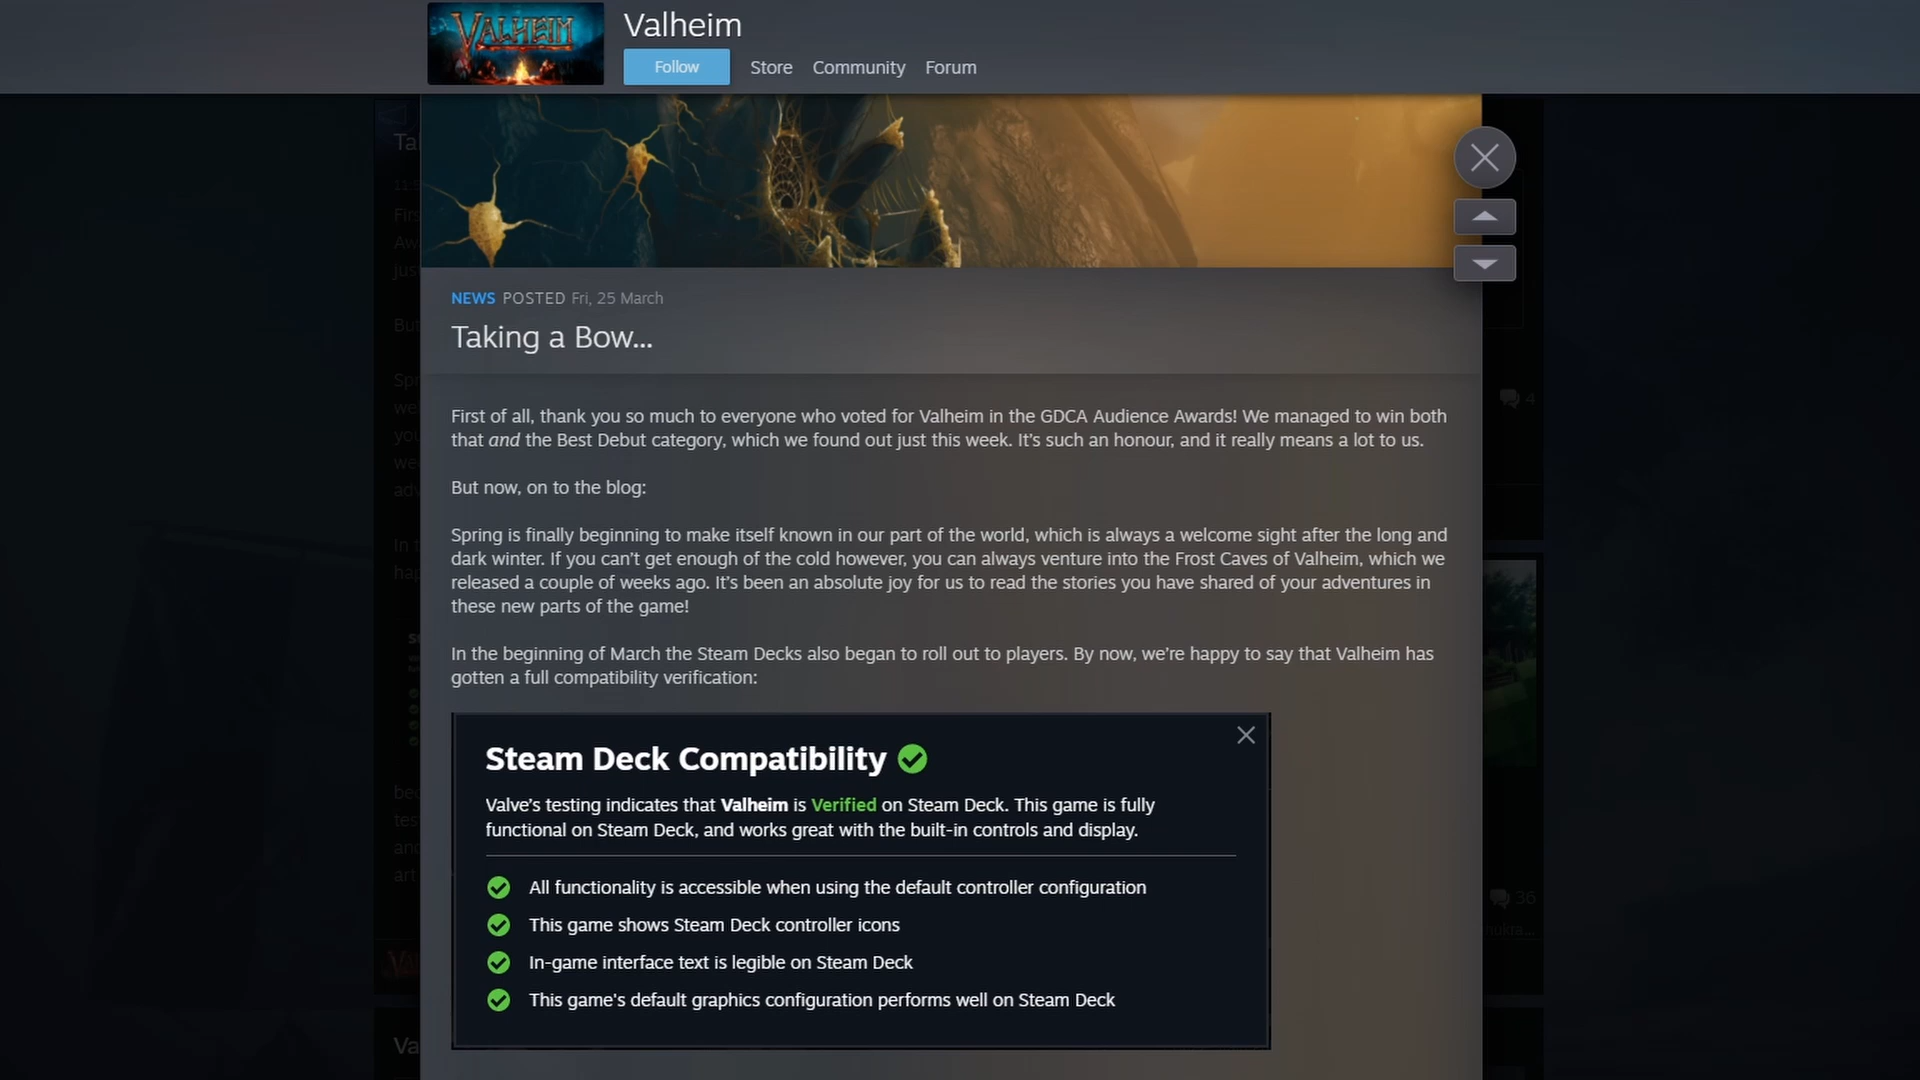 VALHEIM
Valheim
Follow
Store
Community
Forum
NEWS POSTED Fri, 25 March
Taking a Bow...
First of all, thank you so much to everyone who voted for Valheim in the GDCA Audience Awards! We managed to win both
that and the Best Debut category, which we found out just this week. It's such an honour, and it really means a lot to us.
But now, on to the blog:
Spring is finally beginning to make itself known in our part of the world, which is always a welcome sight after the long and
dark winter. If you can't get enough of the cold however, you can always venture into the Frost Caves of Valheim, which we
released a couple of weeks ago. It's been an absolute joy for us to read the stories you have shared of your adventures in
these new parts of the game!
In the beginning of March the Steam Decks also began to roll out to players. By now, we're happy to say that Valheim has
gotten a full compatibility verification:
Steam Deck Compatibility
Valve's testing indicates that Valheim is Verified on Steam Deck. This game is fully
functional on Steam Deck, and works great with the built-in controls and display.
All functionality is accessible when using the default controller configuration
This game shows Steam Deck controller icons
In-game interface text is legible on Steam Deck
This game's default graphics configuration performs well on Steam Deck
4
36